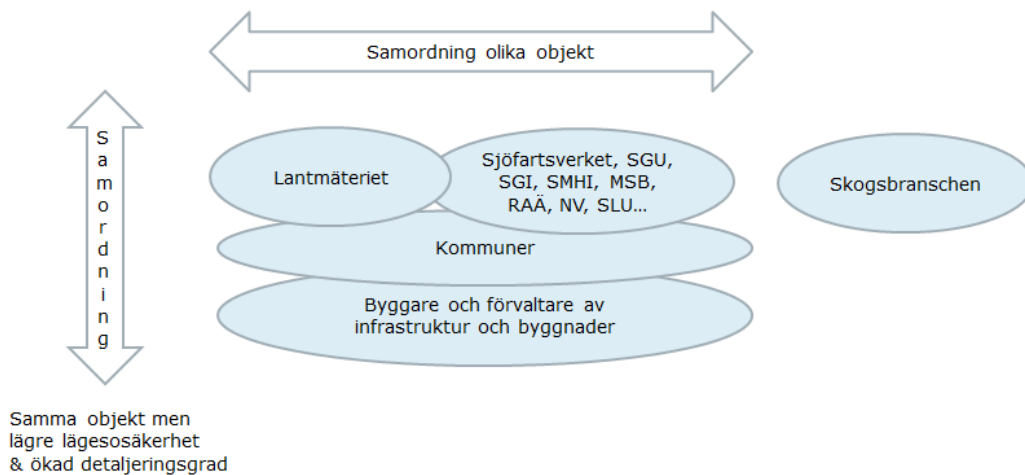 Samordning olika objekt
Samordning
Lantmäteriet
Sjöfartsverket, SGU,
SGI, SMHI, MSB,
RAÄ, NV, SLU...
Skogsbranschen
Kommuner
Byggare och förvaltare av
infrastruktur och byggnader
Samma objekt men
lägre lägesosäkerhet
& ökad detaljeringsgrad